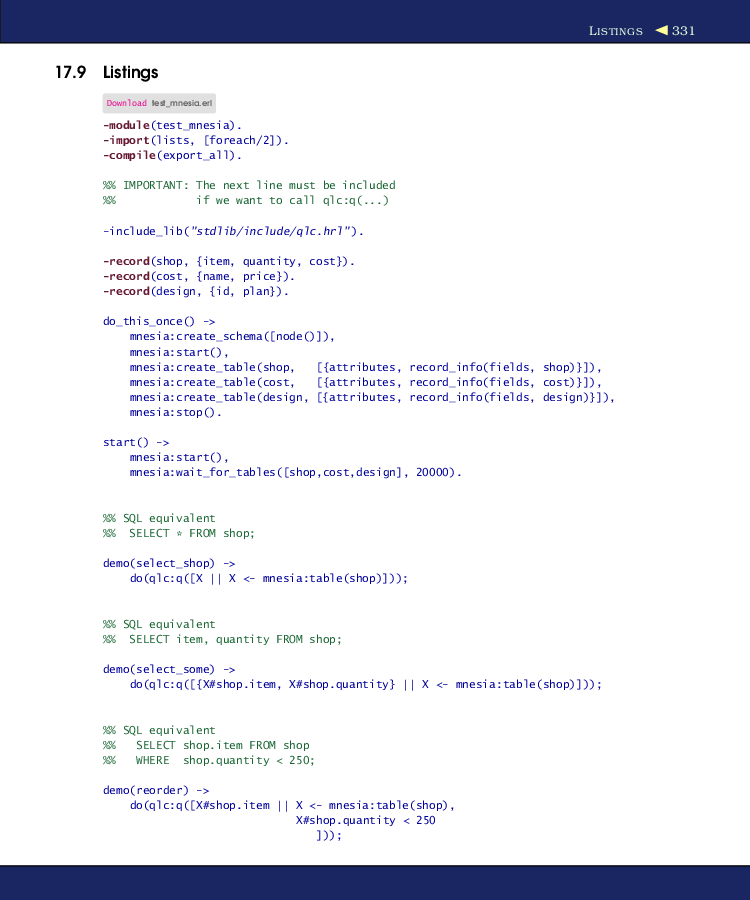 LISTINGS ◀ 331
17.9 Listings
Download test_mnesia.erl
-module(test_mnesia).
-import(lists, [foreach/2]).
-compile(export_all).
%% IMPORTANT: The next line must be included
%%            if we want to call qlc:q(...)
-include_lib("stdlib/include/qlc.hrl").
-record(shop, {item, quantity, cost}).
-record(cost, {name, price}).
-record(design, {id, plan}).
do_this_once() ->
    mnesia:create_schema([node()]),
    mnesia:start(),
    mnesia:create_table(shop,   [{attributes, record_info(fields, shop)}]),
    mnesia:create_table(cost,   [{attributes, record_info(fields, cost)}]),
    mnesia:create_table(design, [{attributes, record_info(fields, design)}]),
    mnesia:stop().
start() ->
    mnesia:start(),
    mnesia:wait_for_tables([shop,cost,design], 20000).
%% SQL equivalent
%%  SELECT * FROM shop;
demo(select_shop) ->
    do(qlc:q([X || X <- mnesia:table(shop)]));
%% SQL equivalent
%%  SELECT item, quantity FROM shop;
demo(select_some) ->
    do(qlc:q([{X#shop.item, X#shop.quantity} || X <- mnesia:table(shop)]));
%% SQL equivalent
%%   SELECT shop.item FROM shop
%%   WHERE  shop.quantity < 250;
demo(reorder) ->
    do(qlc:q([X#shop.item || X <- mnesia:table(shop),
                             X#shop.quantity < 250
                                ]));